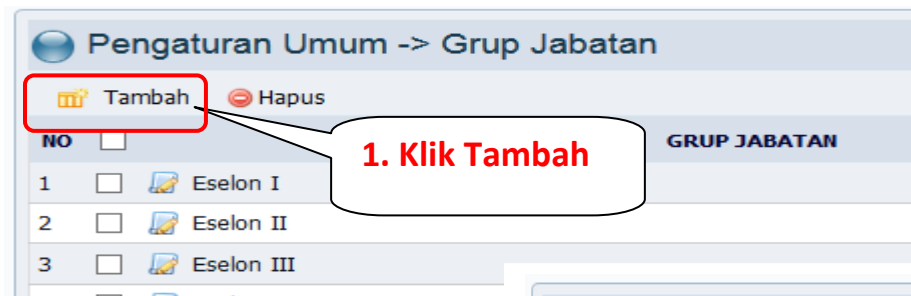 Pengaturan Umum -> Grup Jabatan
Tambah Hapus
1. Klik Tambah
NO GRUP JABATAN
1 Eselon I
2 Eselon II
3 Eselon III